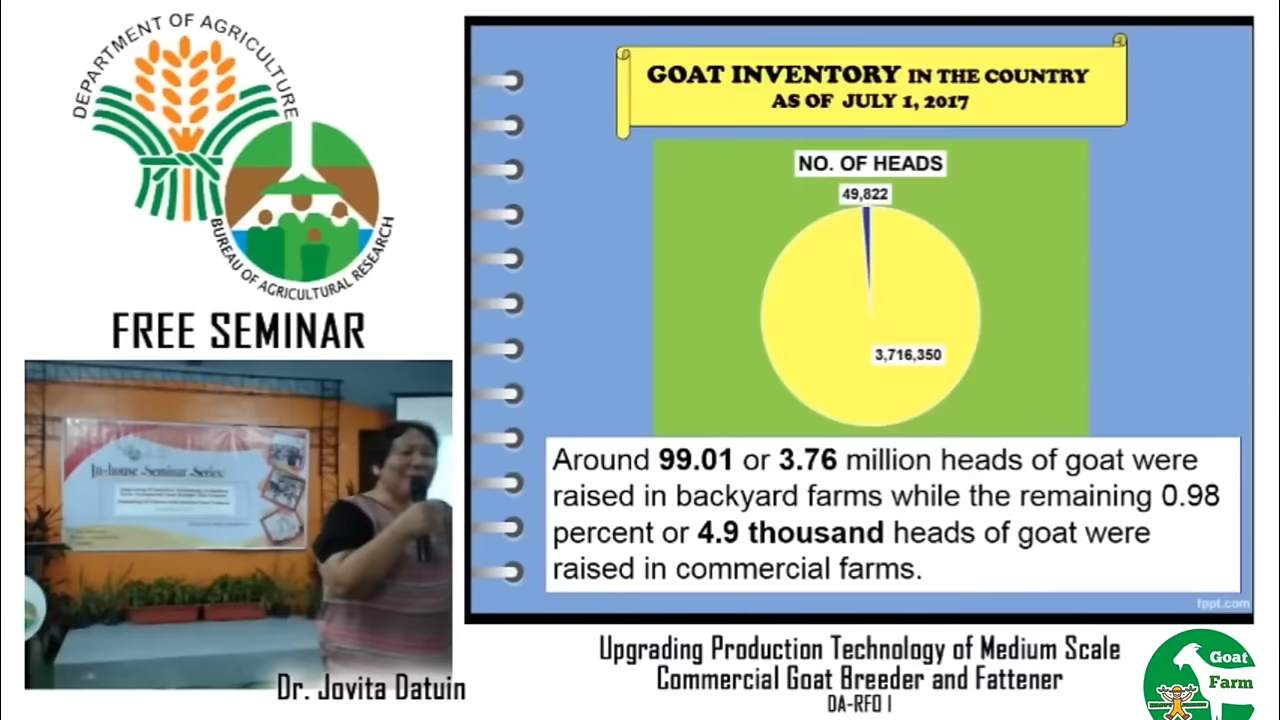 DEPARTMENT OF AGRICULTURE
BUREAU OF AGRICULTURAL RESEARCH
FREE SEMINAR
In-house Seminar Series
Dr. Jovita Datuin
GOAT INVENTORY IN THE COUNTRY
AS OF JULY 1, 2017
NO. OF HEADS
49,822
3,716,350
Around 99.01 or 3.76 million heads of goat were
raised in backyard farms while the remaining 0.98
percent or 4.9 thousand heads of goat were
raised in commercial farms.
fppt.com
Upgrading Production Technology of Medium Scale
Commercial Goat Breeder and Fattener
DA-RFO I
Goat
Farm